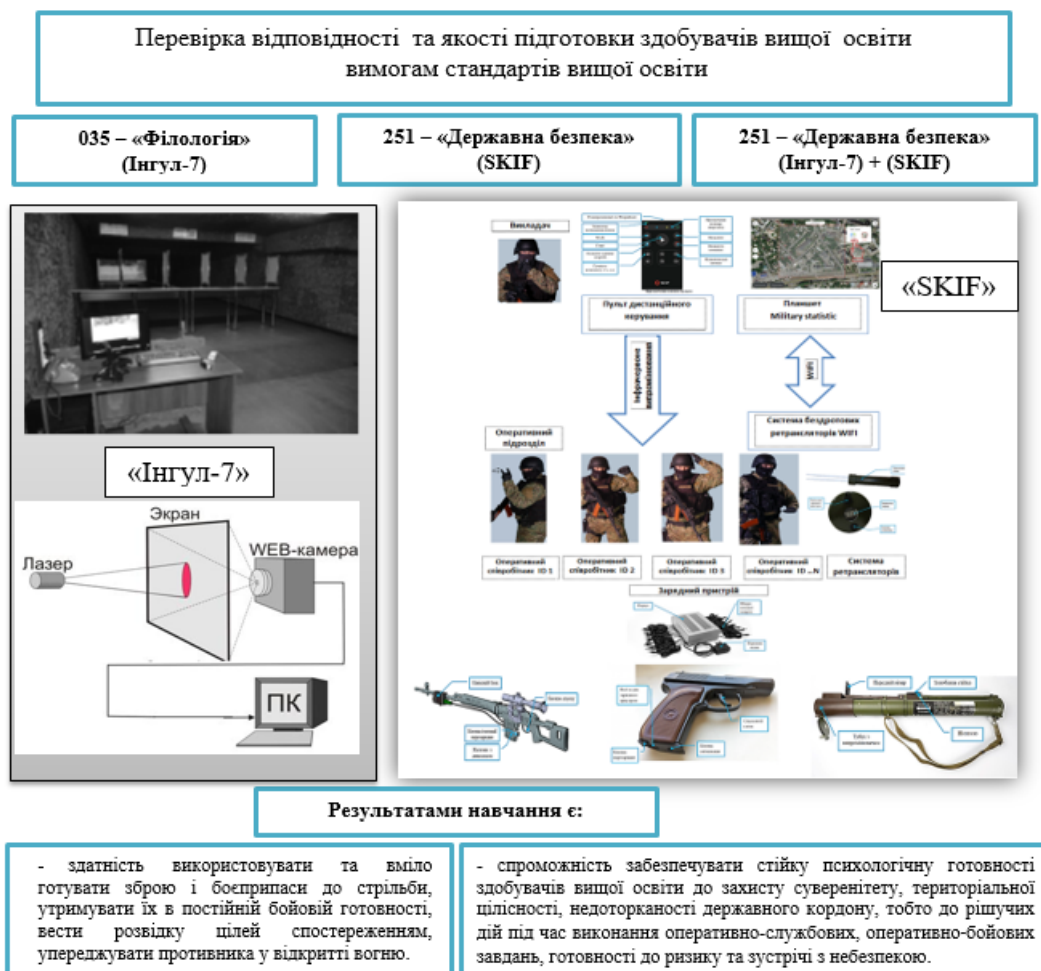 Перевірка відповідності та якості підготовки здобувачів вищої освіти
вимогам стандартів вищої освіти
035 – «Філологія»
(Інгул-7)
251 – «Державна безпека»
(SKIF)
251 – «Державна безпека»
(Інгул-7) + (SKIF)
«Інгул-7»
Экран
WEB-камера
Лазер
ПК
Викладач
«SKIF»
Пульт дистанційного
керування
Планшет
Military statistic
Інфрачервоне
випромінювання
WiFi
Оперативний
підрозділ
Система бездротових
ретрансляторів WIFI
Оперативний
співробітник ID 1
Оперативний
співробітник ID 2
Оперативний
співробітник ID 3
Оперативний
співробітник ID ...N
Система
ретрансляторів
Зарядний пристрій
Результатами навчання є:
- здатність використовувати та вміло
готувати зброю і боєприпаси до стрільби,
утримувати їх в постійній бойовій готовності,
вести розвідку цілей спостереженням,
упереджувати противника у відкритті вогню.
- спроможність забезпечувати стійку психологічну готовності
здобувачів вищої освіти до захисту суверенітету, територіальної
цілісності, недоторканості державного кордону, тобто до рішучих
дій під час виконання оперативно-службових, оперативно-бойових
завдань, готовності до ризику та зустрічі з небезпекою.